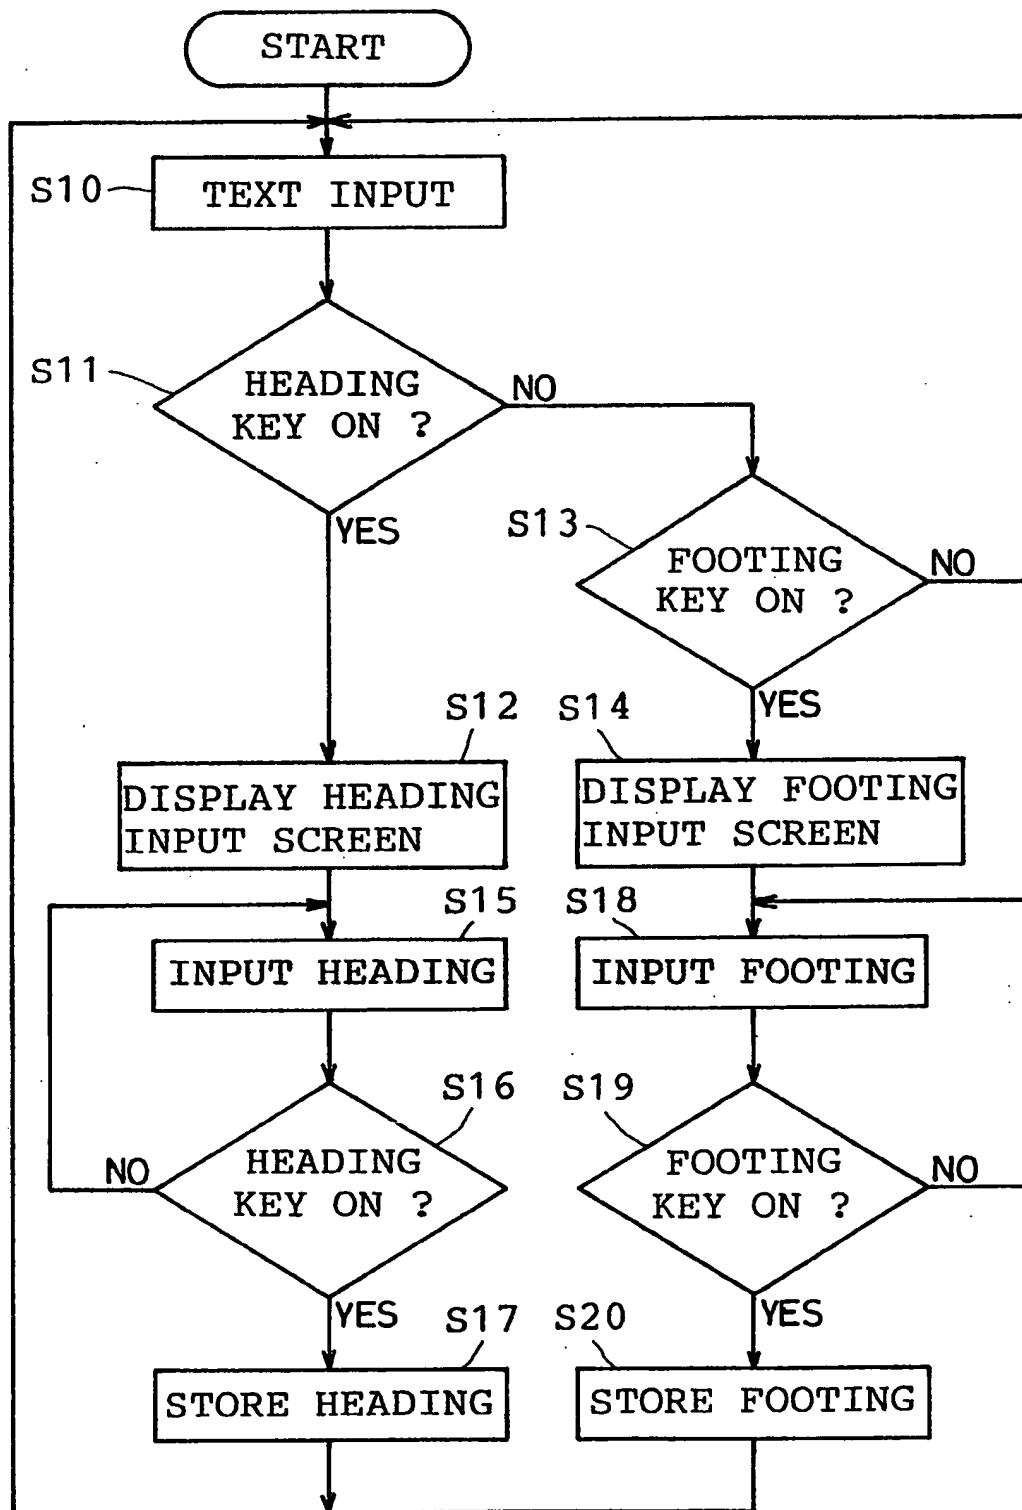 START
S10
TEXT INPUT
S11
HEADING
KEY ON ?
NO
YES
S13
FOOTING
KEY ON ?
NO
YES
S12
DISPLAY HEADING
INPUT SCREEN
S14
DISPLAY FOOTING
INPUT SCREEN
S15
INPUT HEADING
S18
INPUT FOOTING
S16
HEADING
KEY ON ?
NO
YES
S19
FOOTING
KEY ON ?
NO
YES
S17
STORE HEADING
S20
STORE FOOTING